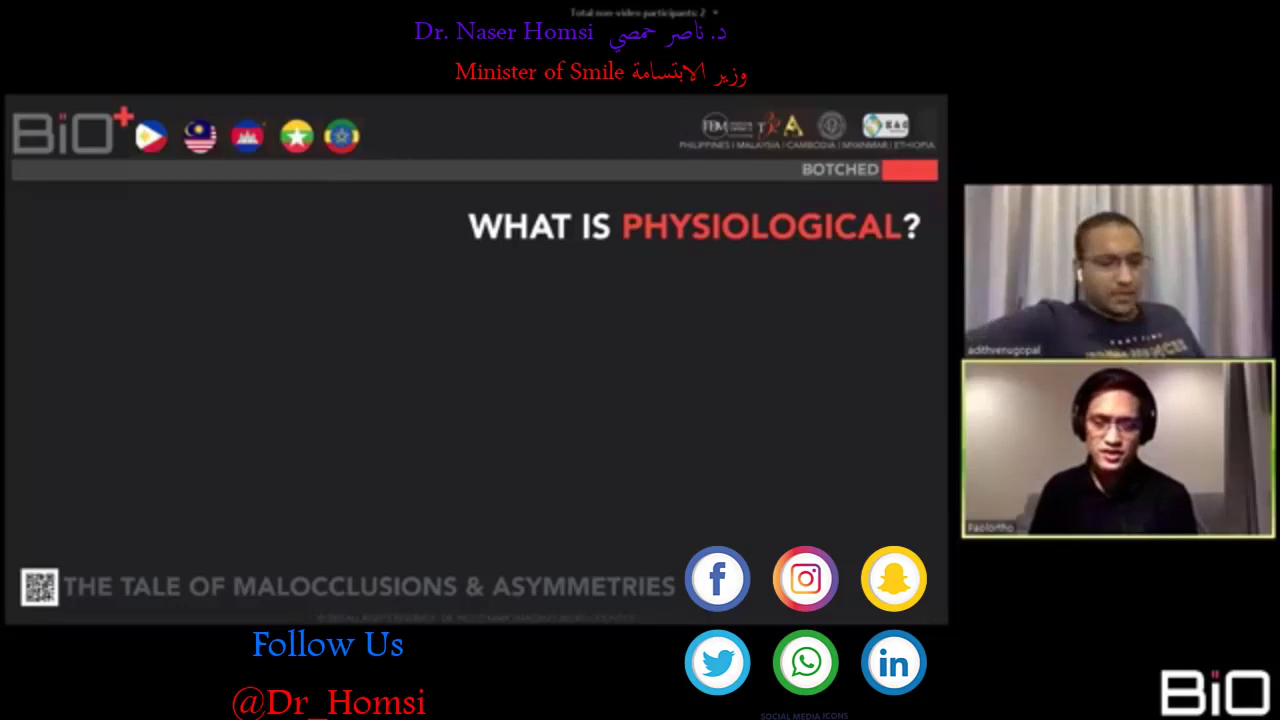 Total non-video participants: 2
Dr. Naser Homsi د. ناصر حمصي
Minister of Smile وزير الابتسامة
BiO+
PHILIPPINES | MALAYSIA | CAMBODIA | MYANMAR | ETHIOPIA
BOTCHED
WHAT IS PHYSIOLOGICAL?
adithvenugopal
Paolortho
THE TALE OF MALOCCLUSIONS & ASYMMETRIES
Follow Us
@Dr_Homsi
SOCIAL MEDIA ICONS
BiO